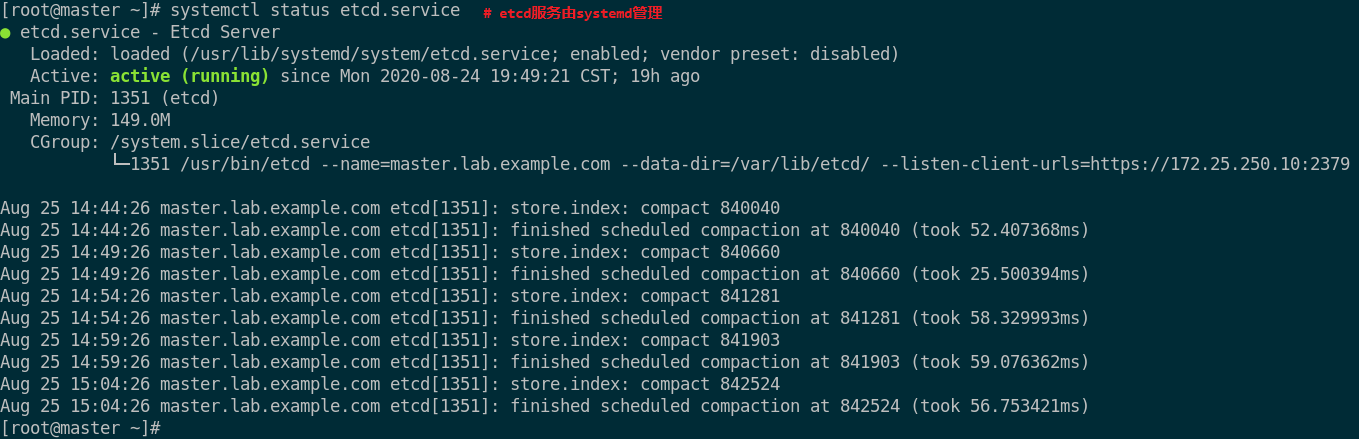 [root@master ~]# systemctl status etcd.service # etcd服务由systemd管理
● etcd.service - Etcd Server
Loaded: loaded (/usr/lib/systemd/system/etcd.service; enabled; vendor preset: disabled)
Active: active (running) since Mon 2020-08-24 19:49:21 CST; 19h ago
Main PID: 1351 (etcd)
Memory: 149.0M
CGroup: /system.slice/etcd.service
└─1351 /usr/bin/etcd --name=master.lab.example.com --data-dir=/var/lib/etcd/ --listen-client-urls=https://172.25.250.10:2379
Aug 25 14:44:26 master.lab.example.com etcd[1351]: store.index: compact 840040
Aug 25 14:44:26 master.lab.example.com etcd[1351]: finished scheduled compaction at 840040 (took 52.407368ms)
Aug 25 14:49:26 master.lab.example.com etcd[1351]: store.index: compact 840660
Aug 25 14:49:26 master.lab.example.com etcd[1351]: finished scheduled compaction at 840660 (took 25.500394ms)
Aug 25 14:54:26 master.lab.example.com etcd[1351]: store.index: compact 841281
Aug 25 14:54:26 master.lab.example.com etcd[1351]: finished scheduled compaction at 841281 (took 58.329993ms)
Aug 25 14:59:26 master.lab.example.com etcd[1351]: store.index: compact 841903
Aug 25 14:59:26 master.lab.example.com etcd[1351]: finished scheduled compaction at 841903 (took 59.076362ms)
Aug 25 15:04:26 master.lab.example.com etcd[1351]: store.index: compact 842524
Aug 25 15:04:26 master.lab.example.com etcd[1351]: finished scheduled compaction at 842524 (took 56.753421ms)
[root@master ~]#